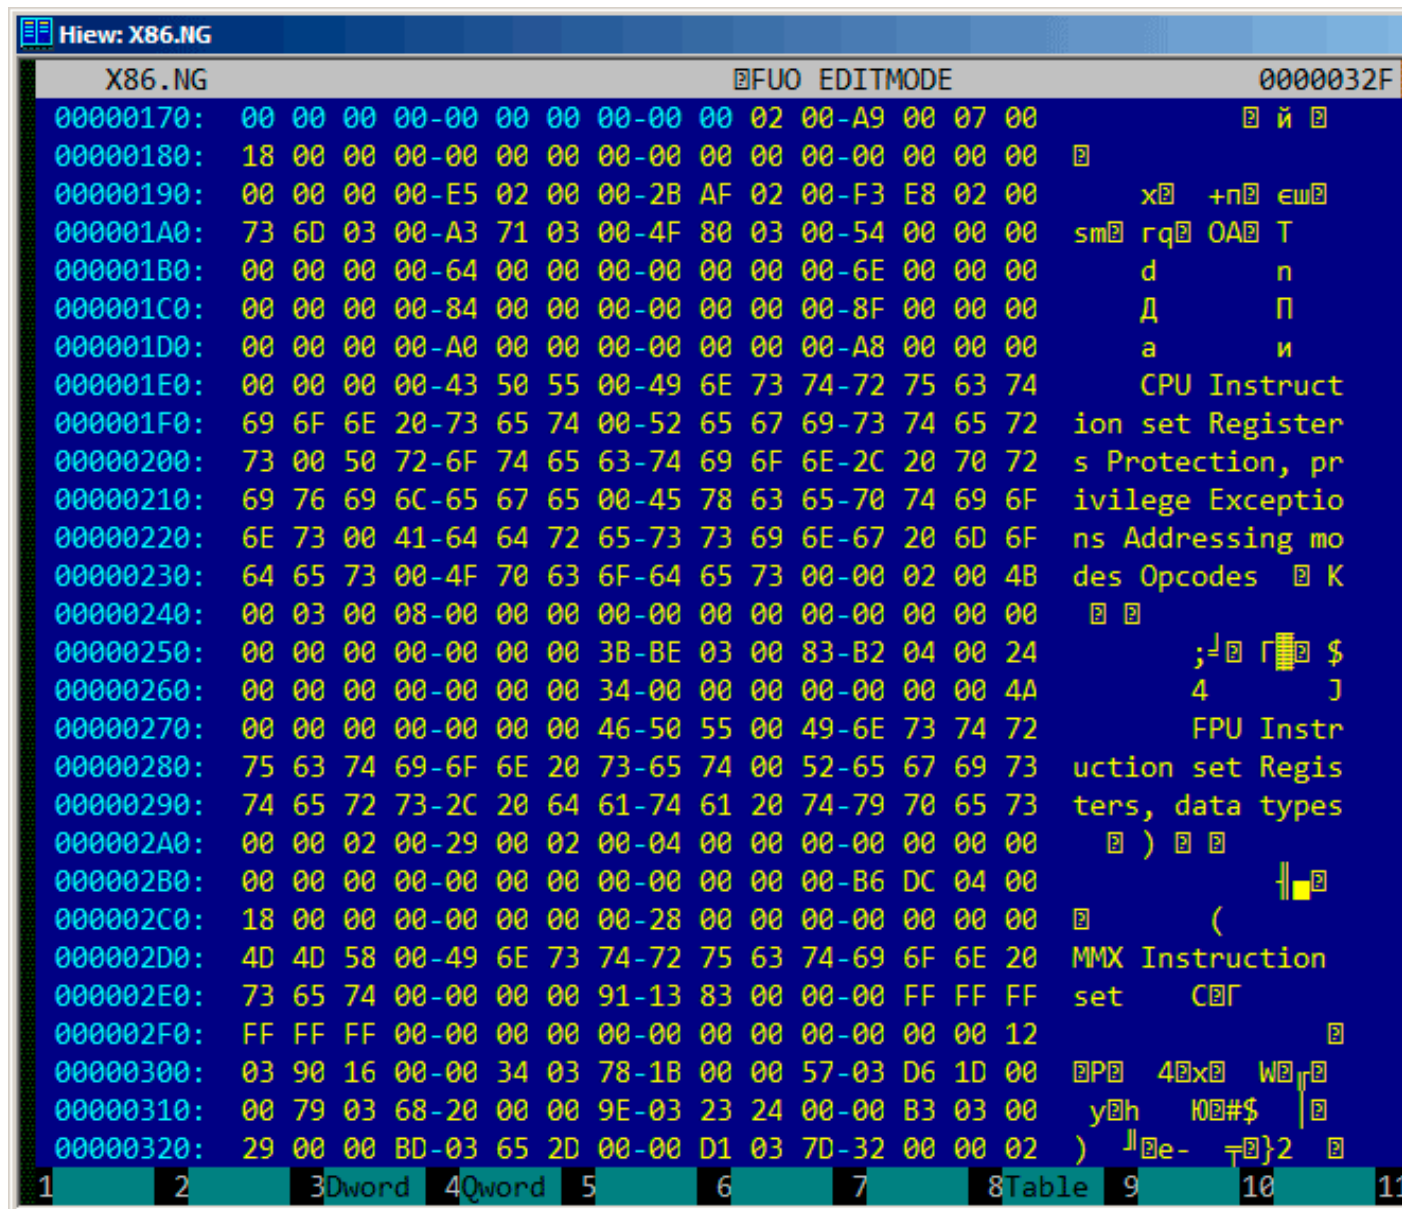 Hiew: X86.NG
X86.NG FUO EDITMODE 0000032F
00000170: 00 00 00 00-00 00 00 00-00 00 02 00-A9 00 07 00 й
00000180: 18 00 00 00-00 00 00 00-00 00 00 00-00 00 00 00
00000190: 00 00 00 00-E5 02 00 00-2B AF 02 00-F3 E8 02 00 х +п єш
000001A0: 73 6D 03 00-A3 71 03 00-4F 80 03 00-54 00 00 00 sm гq OА T
000001B0: 00 00 00 00-64 00 00 00-00 00 00 00-6E 00 00 00 d n
000001C0: 00 00 00 00-84 00 00 00-00 00 00 00-8F 00 00 00 Д П
000001D0: 00 00 00 00-A0 00 00 00-00 00 00 00-A8 00 00 00 а и
000001E0: 00 00 00 00-43 50 55 00-49 6E 73 74-72 75 63 74 CPU Instruct
000001F0: 69 6F 6E 20-73 65 74 00-52 65 67 69-73 74 65 72 ion set Register
00000200: 73 00 50 72-6F 74 65 63-74 69 6F 6E-2C 20 70 72 s Protection, pr
00000210: 69 76 69 6C-65 67 65 00-45 78 63 65-70 74 69 6F ivilege Exceptio
00000220: 6E 73 00 41-64 64 72 65-73 73 69 6E-67 20 6D 6F ns Addressing mo
00000230: 64 65 73 00-4F 70 63 6F-64 65 73 00-00 02 00 4B des Opcodes K
00000240: 00 03 00 08-00 00 00 00-00 00 00 00-00 00 00 00
00000250: 00 00 00 00-00 00 00 3B-BE 03 00 83-B2 04 00 24 ;╛ Г▓ $
00000260: 00 00 00 00-00 00 00 34-00 00 00 00-00 00 00 4A 4 J
00000270: 00 00 00 00-00 00 00 46-50 55 00 49-6E 73 74 72 FPU Instr
00000280: 75 63 74 69-6F 6E 20 73-65 74 00 52-65 67 69 73 uction set Regis
00000290: 74 65 72 73-2C 20 64 61-74 61 20 74-79 70 65 73 ters, data types
000002A0: 00 00 02 00-29 00 02 00-04 00 00 00-00 00 00 00 )
000002B0: 00 00 00 00-00 00 00 00-00 00 00 00-B6 DC 04 00 ╢▄
000002C0: 18 00 00 00-00 00 00 00-28 00 00 00-00 00 00 00 (
000002D0: 4D 4D 58 00-49 6E 73 74-72 75 63 74-69 6F 6E 20 MMX Instruction
000002E0: 73 65 74 00-00 00 00 91-13 83 00 00-00 FF FF FF set СГ
000002F0: FF FF FF 00-00 00 00 00-00 00 00 00-00 00 00 12
00000300: 03 90 16 00-00 34 03 78-1B 00 00 57-03 D6 1D 00 Р 4x W╓
00000310: 00 79 03 68-20 00 00 9E-03 23 24 00-00 B3 03 00 yh Ю#$ │
00000320: 29 00 00 BD-03 65 2D 00-00 D1 03 7D-32 00 00 02 ) ╜e- ╤}2
1 2 3Dword 4Qword 5 6 7 8Table 9 10 11